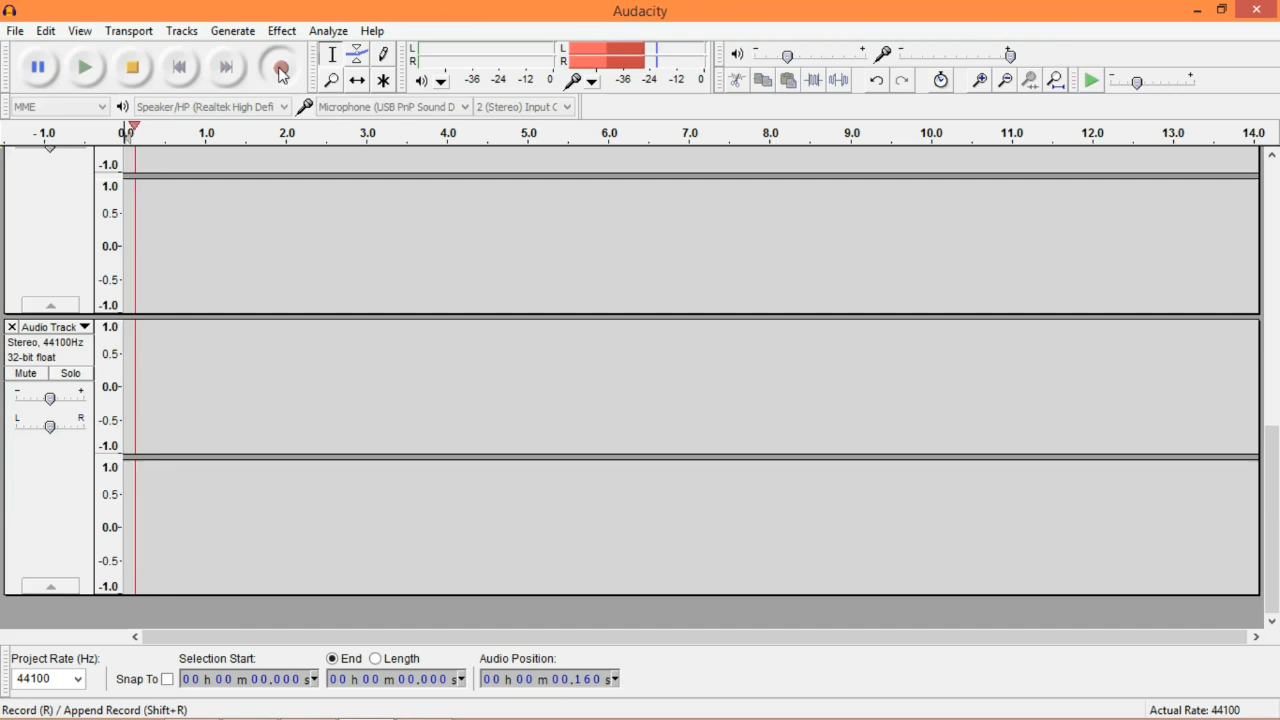 Audacity
File Edit View Transport Tracks Generate Effect Analyze Help
L
R
-36 -24 -12 0
L
R
-36 -24 -12 0
- + - +
- +
MME Speaker/HP (Realtek High Defi Microphone (USB PnP Sound D 2 (Stereo) Input C
- 1.0 0.0 1.0 2.0 3.0 4.0 5.0 6.0 7.0 8.0 9.0 10.0 11.0 12.0 13.0 14.0
-1.0
1.0
0.5
0.0
-0.5
-1.0
X Audio Track
Stereo, 44100Hz
32-bit float
Mute Solo
- +
L R
1.0
0.5
0.0
-0.5
-1.0
1.0
0.5
0.0
-0.5
-1.0
Project Rate (Hz): Selection Start: End Length Audio Position:
44100 Snap To 00 h 00 m 00.000 s 00 h 00 m 00.000 s 00 h 00 m 00.160 s
Record (R) / Append Record (Shift+R) Actual Rate: 44100